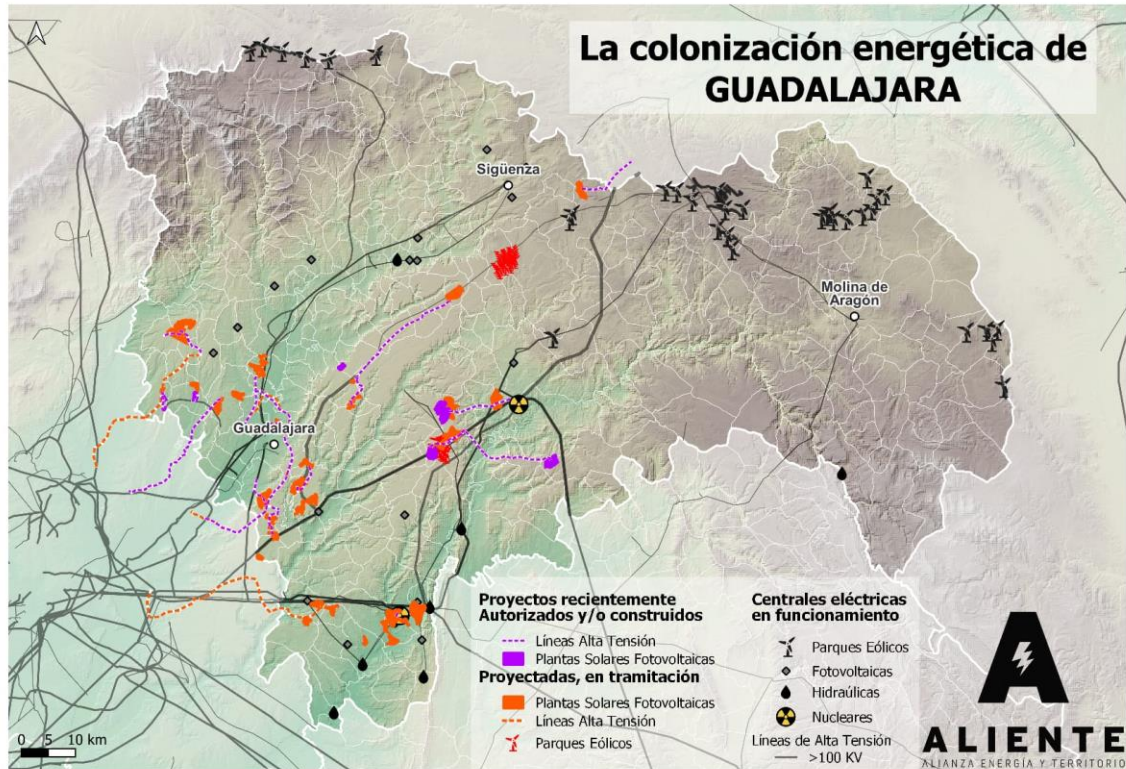 La colonización energética de
GUADALAJARA
Sigüenza
Molina de
Aragón
Guadalajara
Proyectos recientemente
Autorizados y/o construidos
Líneas Alta Tensión
Plantas Solares Fotovoltaicas
Proyectadas, en tramitación
Plantas Solares Fotovoltaicas
Líneas Alta Tensión
Parques Eólicos
Centrales eléctricas
en funcionamiento
Parques Eólicos
Fotovoltaicas
Hidraúlicas
Nucleares
Líneas de Alta Tensión
>100 KV
0 5 10 km
A
ALIENTE
ALIANZA ENERGÍA Y TERRITORIO